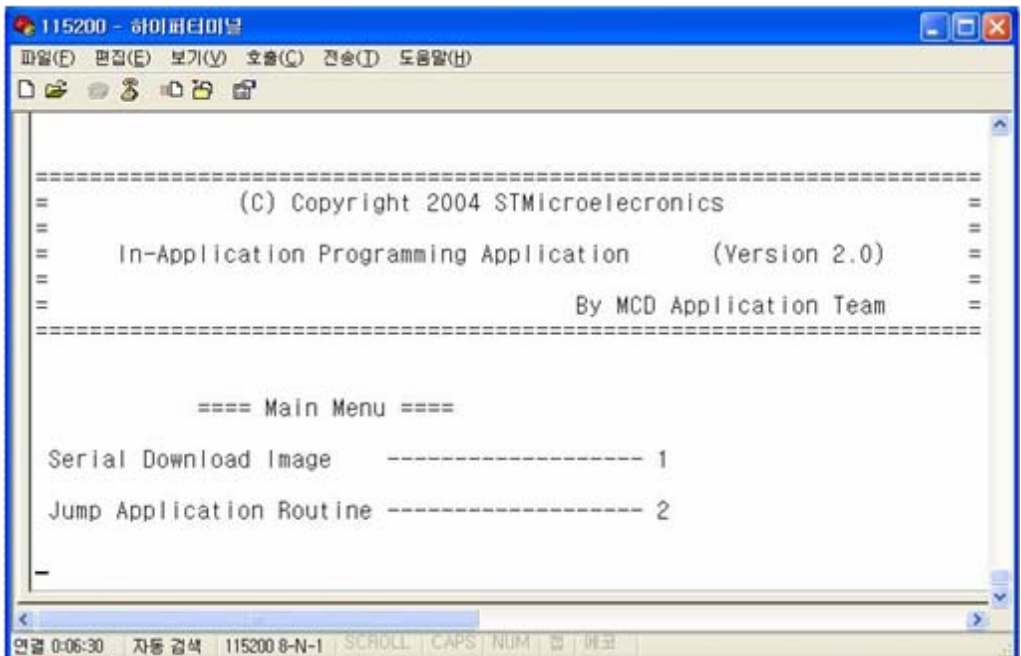 115200 - 하이퍼터미널
파일(F) 편집(E) 보기(V) 호출(C) 전송(T) 도움말(H)
======================================================================
= (C) Copyright 2004 STMicroelecronics =
= =
= In-Application Programming Application (Version 2.0) =
= =
= By MCD Application Team =
======================================================================
==== Main Menu ====
Serial Download Image ------------------- 1
Jump Application Routine ------------------- 2
연결 0:06:30 자동 검색 115200 8-N-1 SCROLL CAPS NUM 캡 에코